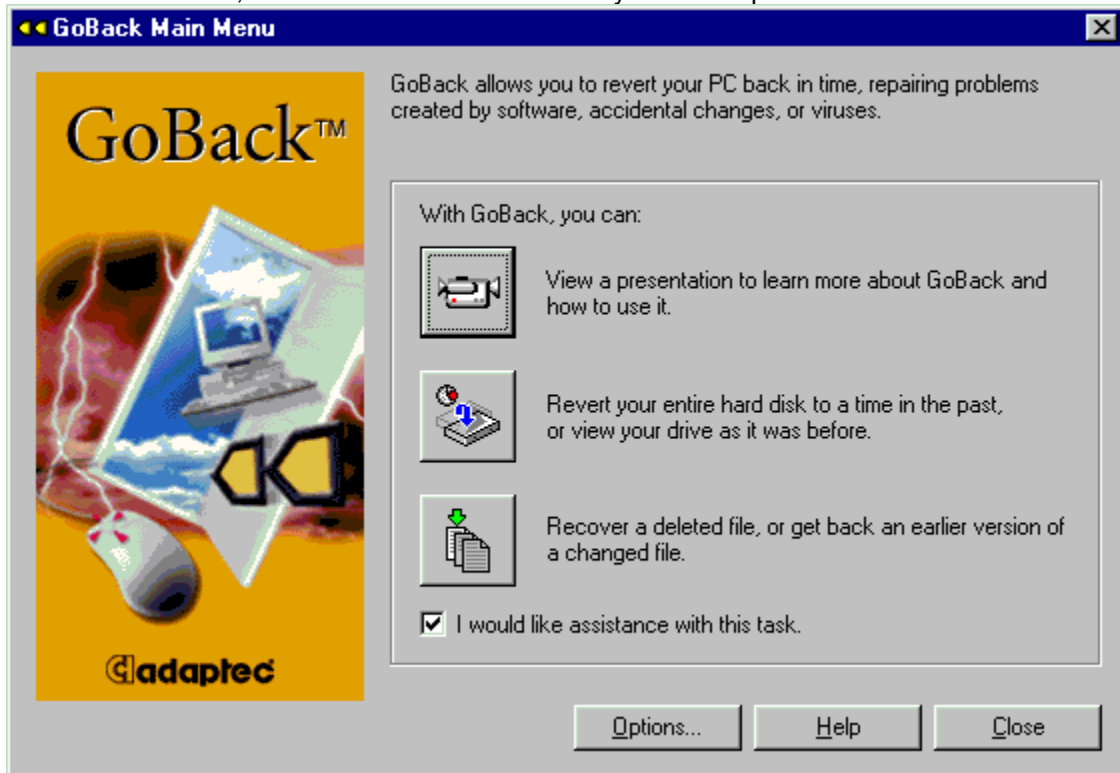 GoBack Main Menu
GoBack™
GoBack allows you to revert your PC back in time, repairing problems
created by software, accidental changes, or viruses.
With GoBack, you can:
View a presentation to learn more about GoBack and
how to use it.
Revert your entire hard disk to a time in the past,
or view your drive as it was before.
Recover a deleted file, or get back an earlier version of
a changed file.
I would like assistance with this task.
adaptec
Options... Help Close